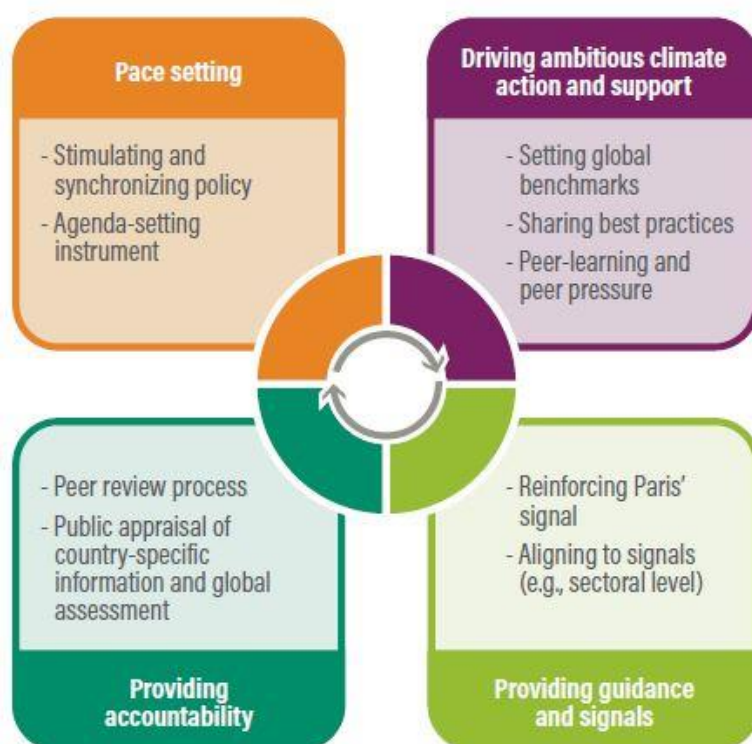 Pace setting
- Stimulating and
synchronizing policy
- Agenda-setting
instrument
Driving ambitious climate
action and support
- Setting global
benchmarks
- Sharing best practices
- Peer-learning and
peer pressure
- Peer review process
- Public appraisal of
country-specific
information and global
assessment
Providing
accountability
- Reinforcing Paris'
signal
- Aligning to signals
(e.g., sectoral level)
Providing guidance
and signals